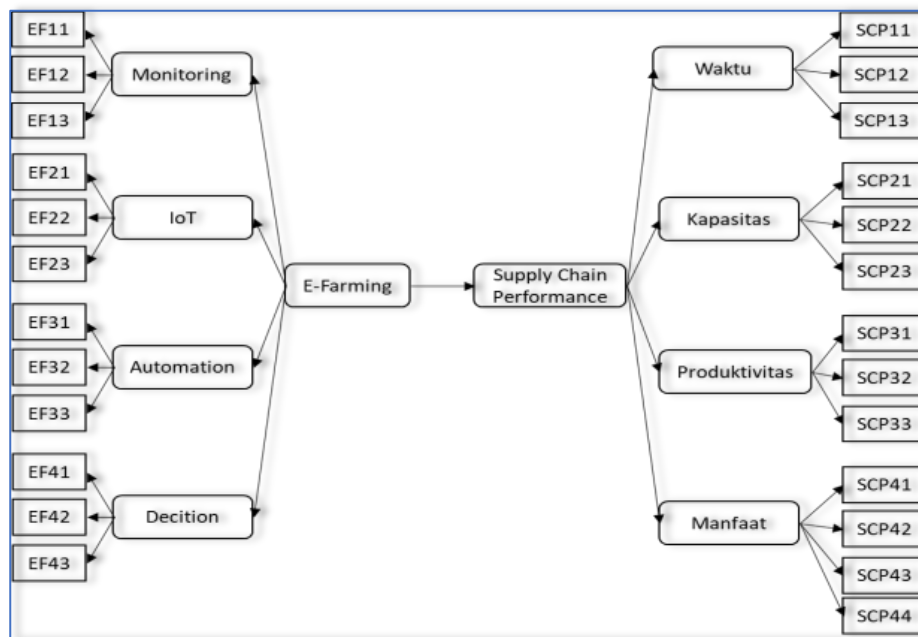 EF11
EF12
EF13
Monitoring
EF21
EF22
EF23
IoT
EF31
EF32
EF33
Automation
EF41
EF42
EF43
Decition
E-Farming
Supply Chain
Performance
Waktu
SCP11
SCP12
SCP13
Kapasitas
SCP21
SCP22
SCP23
Produktivitas
SCP31
SCP32
SCP33
Manfaat
SCP41
SCP42
SCP43
SCP44